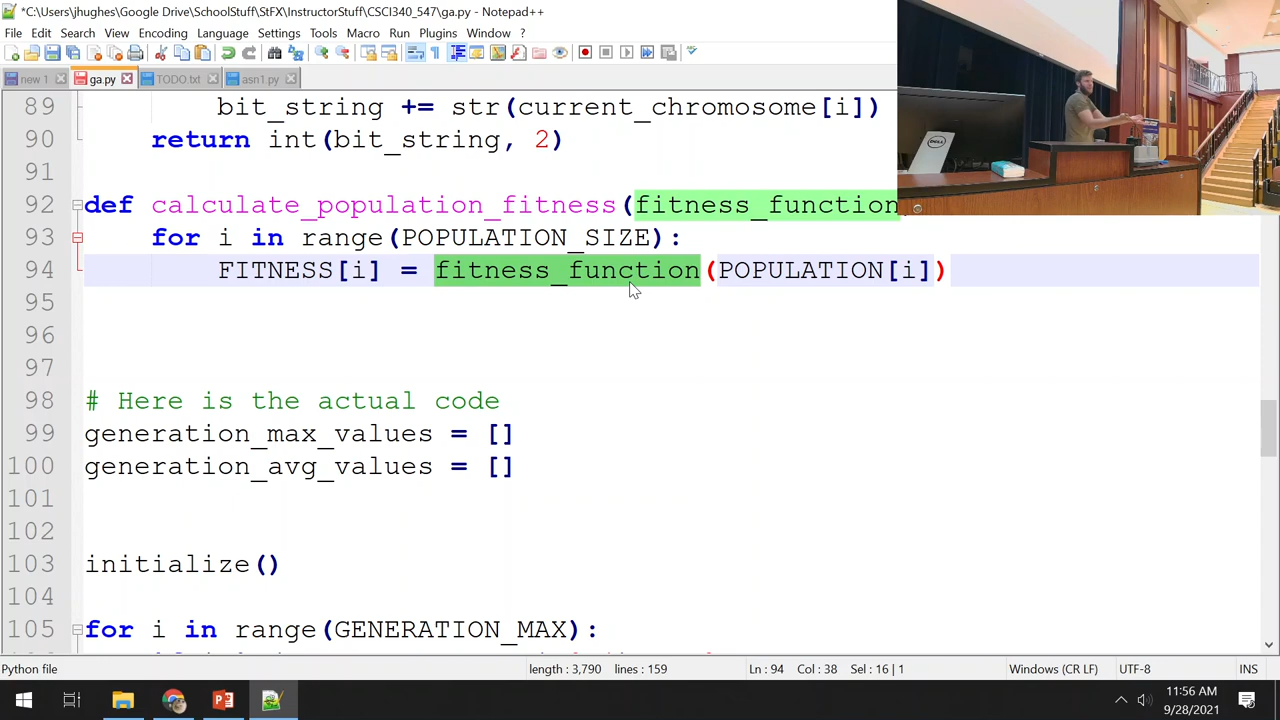 *C:\Users\jhughes\Google Drive\SchoolStuff\StFX\InstructorStuff\CSCI340_547\ga.py - Notepad++
File Edit Search View Encoding Language Settings Tools Macro Run Plugins Window ?
new 1 ga.py TODO.txt asn1.py
89 bit_string += str(current_chromosome[i])
90 return int(bit_string, 2)
91
92 def calculate_population_fitness(fitness_function
93 for i in range(POPULATION_SIZE):
94 FITNESS[i] = fitness_function(POPULATION[i])
95
96
97
98 # Here is the actual code
99 generation_max_values = []
100 generation_avg_values = []
101
102
103 initialize()
104
105 for i in range(GENERATION_MAX):
Python file length : 3,790 lines : 159 Ln : 94 Col : 38 Sel : 16 | 1 Windows (CR LF) UTF-8 INS
11:56 AM
9/28/2021
DELL